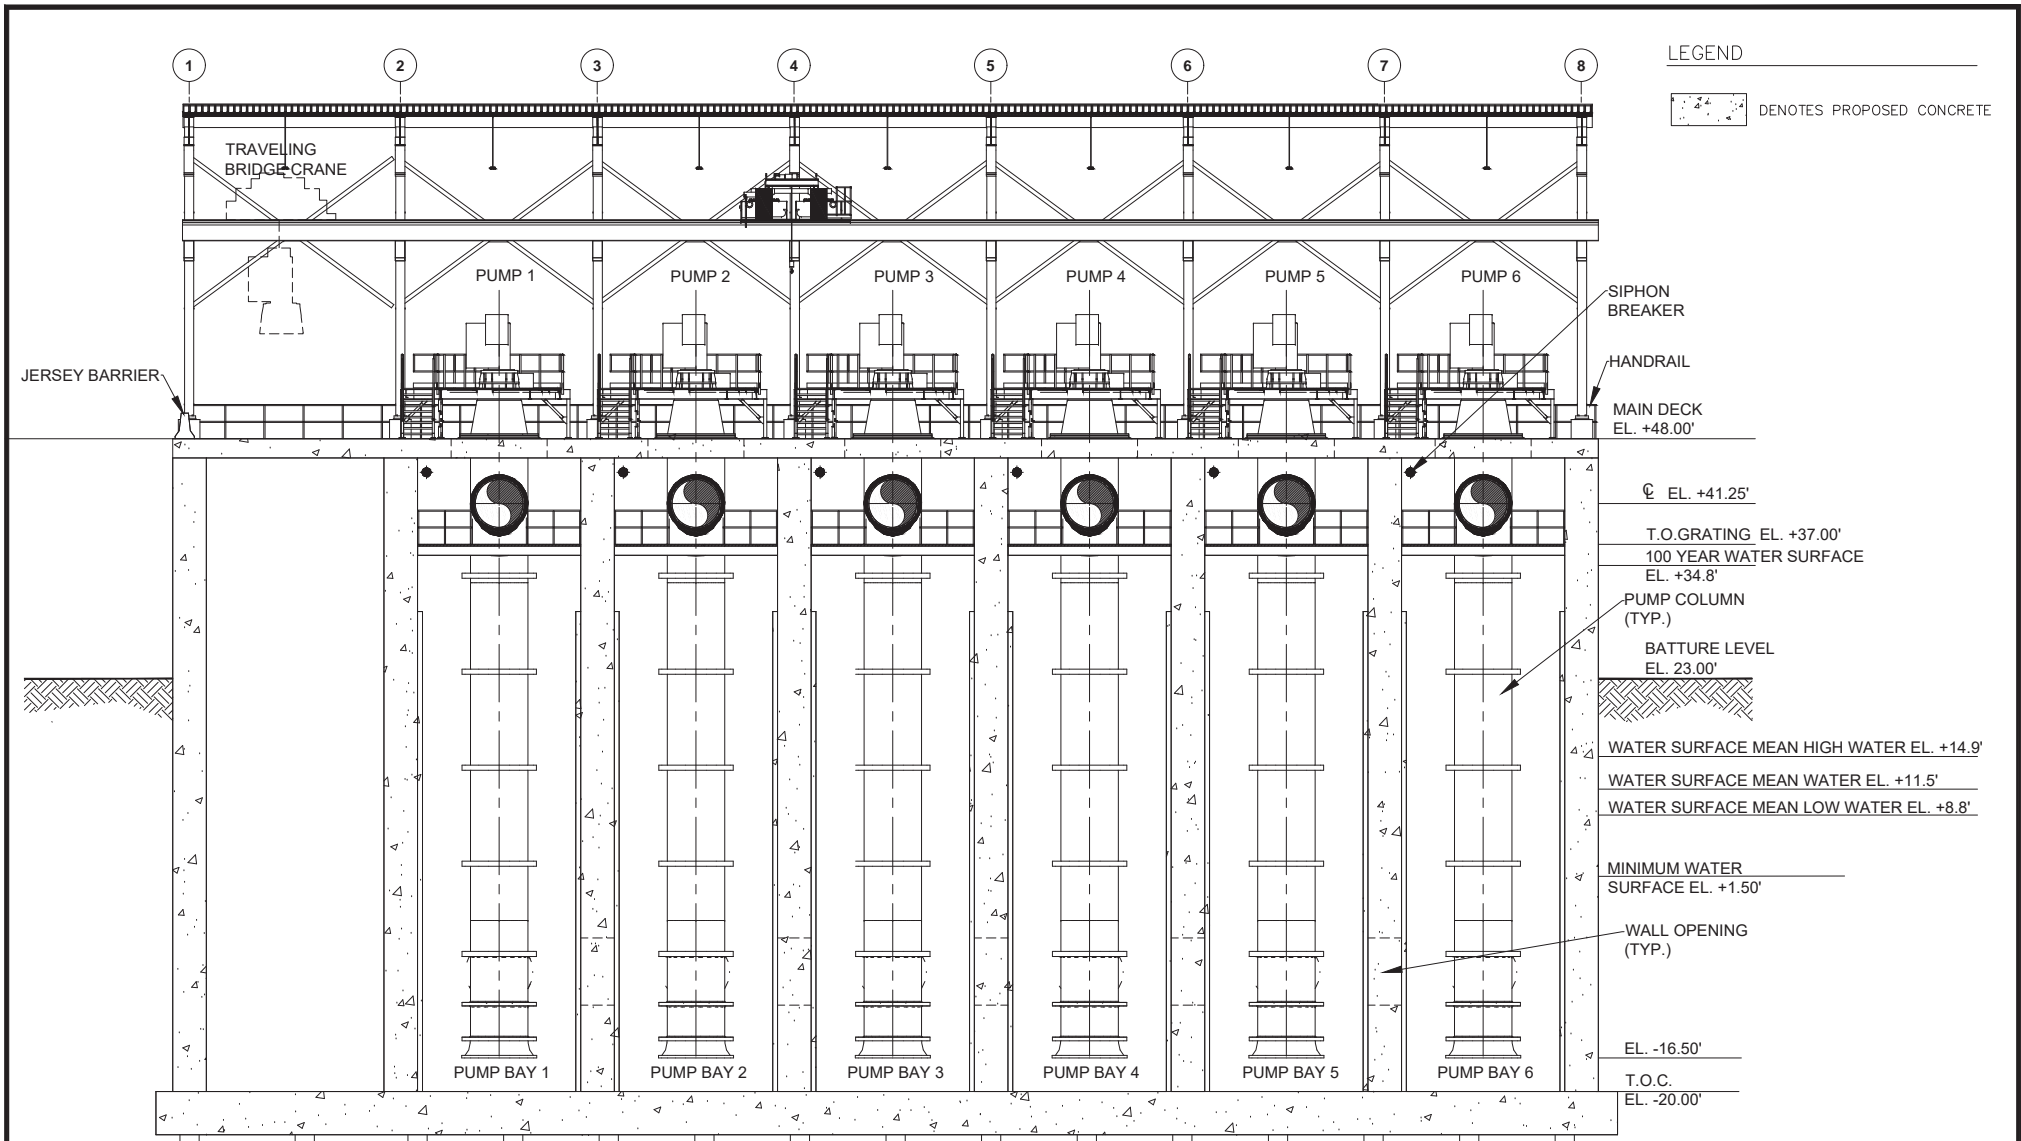 1 2 3 4 5 6 7 8
LEGEND
DENOTES PROPOSED CONCRETE
TRAVELING
BRIDGE CRANE
PUMP 1 PUMP 2 PUMP 3 PUMP 4 PUMP 5 PUMP 6
SIPHON
BREAKER
JERSEY BARRIER
HANDRAIL
MAIN DECK
EL. +48.00'
℄ EL. +41.25'
T.O.GRATING EL. +37.00'
100 YEAR WATER SURFACE
EL. +34.8'
PUMP COLUMN
(TYP.)
BATTURE LEVEL
EL. 23.00'
WATER SURFACE MEAN HIGH WATER EL. +14.9'
WATER SURFACE MEAN WATER EL. +11.5'
WATER SURFACE MEAN LOW WATER EL. +8.8'
MINIMUM WATER
SURFACE EL. +1.50'
WALL OPENING
(TYP.)
EL. -16.50'
PUMP BAY 1 PUMP BAY 2 PUMP BAY 3 PUMP BAY 4 PUMP BAY 5 PUMP BAY 6
T.O.C.
EL. -20.00'